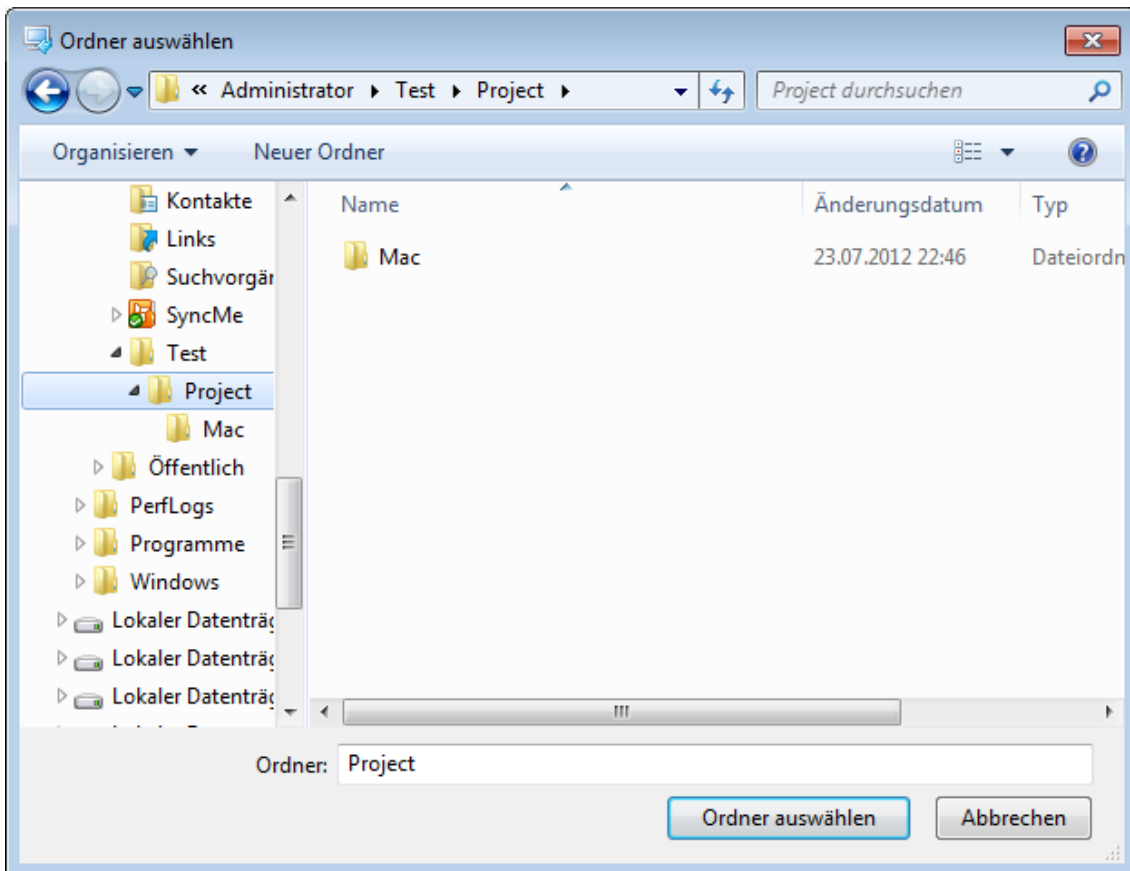 Ordner auswählen
« Administrator Test Project
Project durchsuchen
Organisieren Neuer Ordner
Kontakte
Links
Suchvorgär
SyncMe
Test
Project
Mac
Öffentlich
PerfLogs
Programme
Windows
Lokaler Datenträg
Lokaler Datenträg
Lokaler Datenträg
Name Änderungsdatum Typ
Mac 23.07.2012 22:46 Dateiordn
Ordner: Project
Ordner auswählen Abbrechen